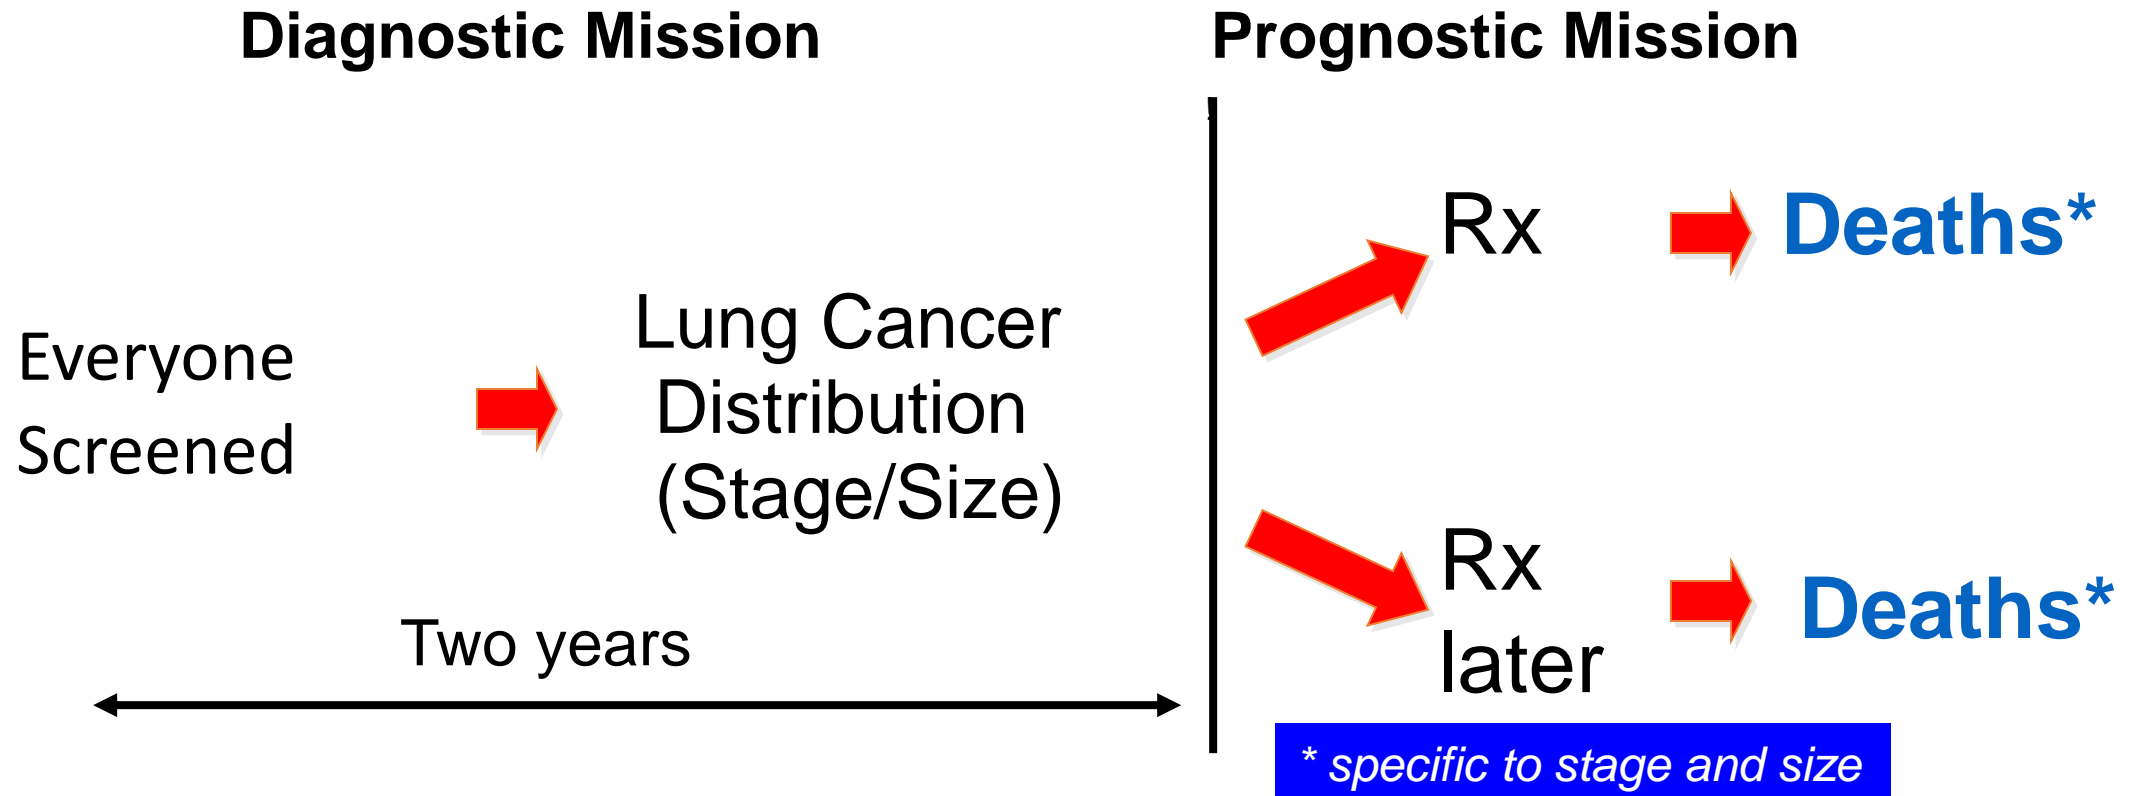 Diagnostic Mission
Prognostic Mission
Everyone
Screened
Lung Cancer
Distribution
(Stage/Size)
Two years
Rx
Deaths*
Rx
later
Deaths*
* specific to stage and size